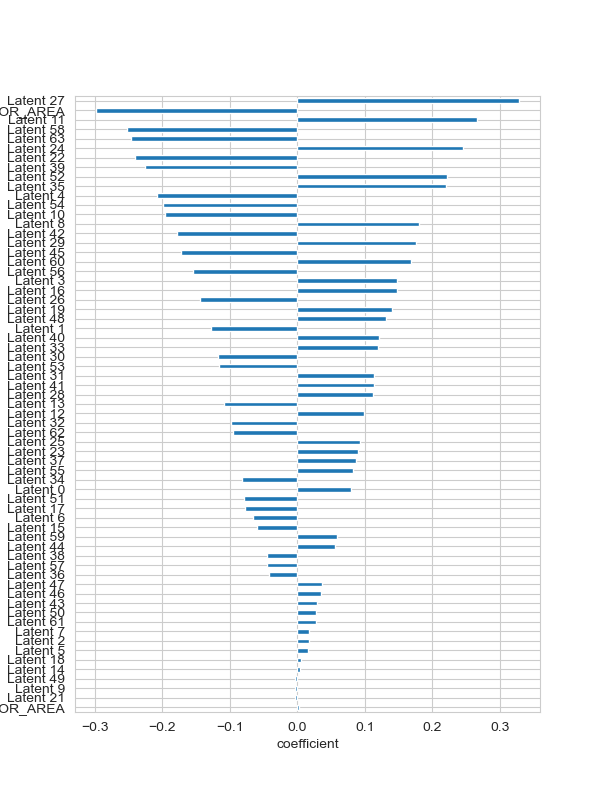 Latent 27
OR_AREA
Latent 11
Latent 58
Latent 63
Latent 24
Latent 22
Latent 39
Latent 52
Latent 35
Latent 4
Latent 54
Latent 10
Latent 8
Latent 42
Latent 29
Latent 45
Latent 60
Latent 56
Latent 3
Latent 16
Latent 26
Latent 19
Latent 48
Latent 1
Latent 40
Latent 33
Latent 30
Latent 53
Latent 31
Latent 41
Latent 28
Latent 13
Latent 12
Latent 32
Latent 62
Latent 25
Latent 23
Latent 37
Latent 55
Latent 34
Latent 0
Latent 51
Latent 17
Latent 6
Latent 15
Latent 59
Latent 44
Latent 38
Latent 57
Latent 36
Latent 47
Latent 46
Latent 43
Latent 50
Latent 61
Latent 7
Latent 2
Latent 5
Latent 18
Latent 14
Latent 49
Latent 9
Latent 21
OR_AREA
−0.3 −0.2 −0.1 0.0 0.1 0.2 0.3
coefficient